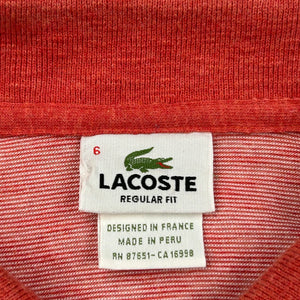 6
LACOSTE
REGULAR FIT
DESIGNED IN FRANCE
MADE IN PERU
RN 87651-CA 16998